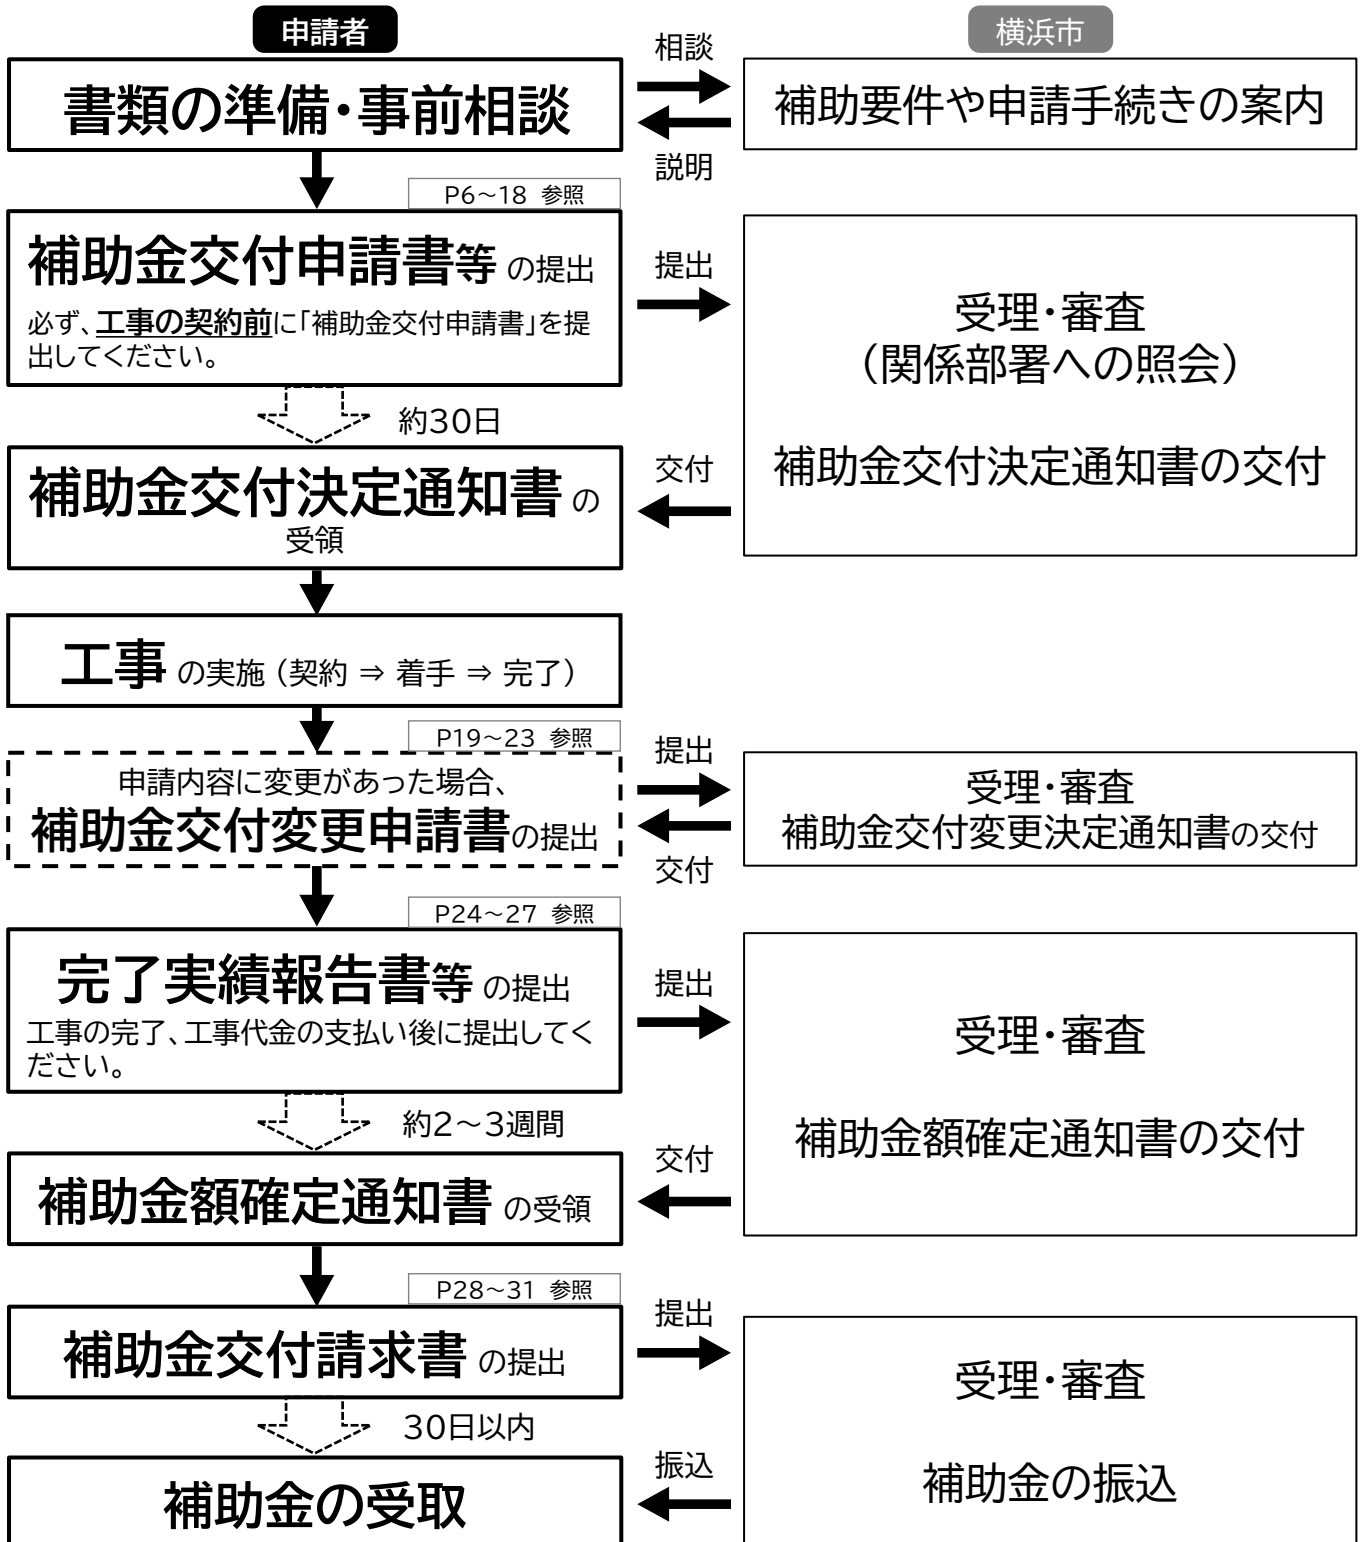 申請者
横浜市
書類の準備・事前相談
相談
説明
補助要件や申請手続きの案内
P6～18 参照
補助金交付申請書等 の提出
必ず、工事の契約前に「補助金交付申請書」を提
出してください。
提出
受理・審査
（関係部署への照会）
約30日
補助金交付決定通知書 の
受領
交付
補助金交付決定通知書の交付
工事 の実施（契約 ⇒ 着手 ⇒ 完了）
P19～23 参照
申請内容に変更があった場合、
補助金交付変更申請書の提出
提出
交付
受理・審査
補助金交付変更決定通知書の交付
P24～27 参照
完了実績報告書等 の提出
工事の完了、工事代金の支払い後に提出してく
ださい。
提出
受理・審査
約2～3週間
補助金額確定通知書 の受領
交付
補助金額確定通知書の交付
P28～31 参照
補助金交付請求書 の提出
提出
受理・審査
30日以内
補助金の受取
振込
補助金の振込